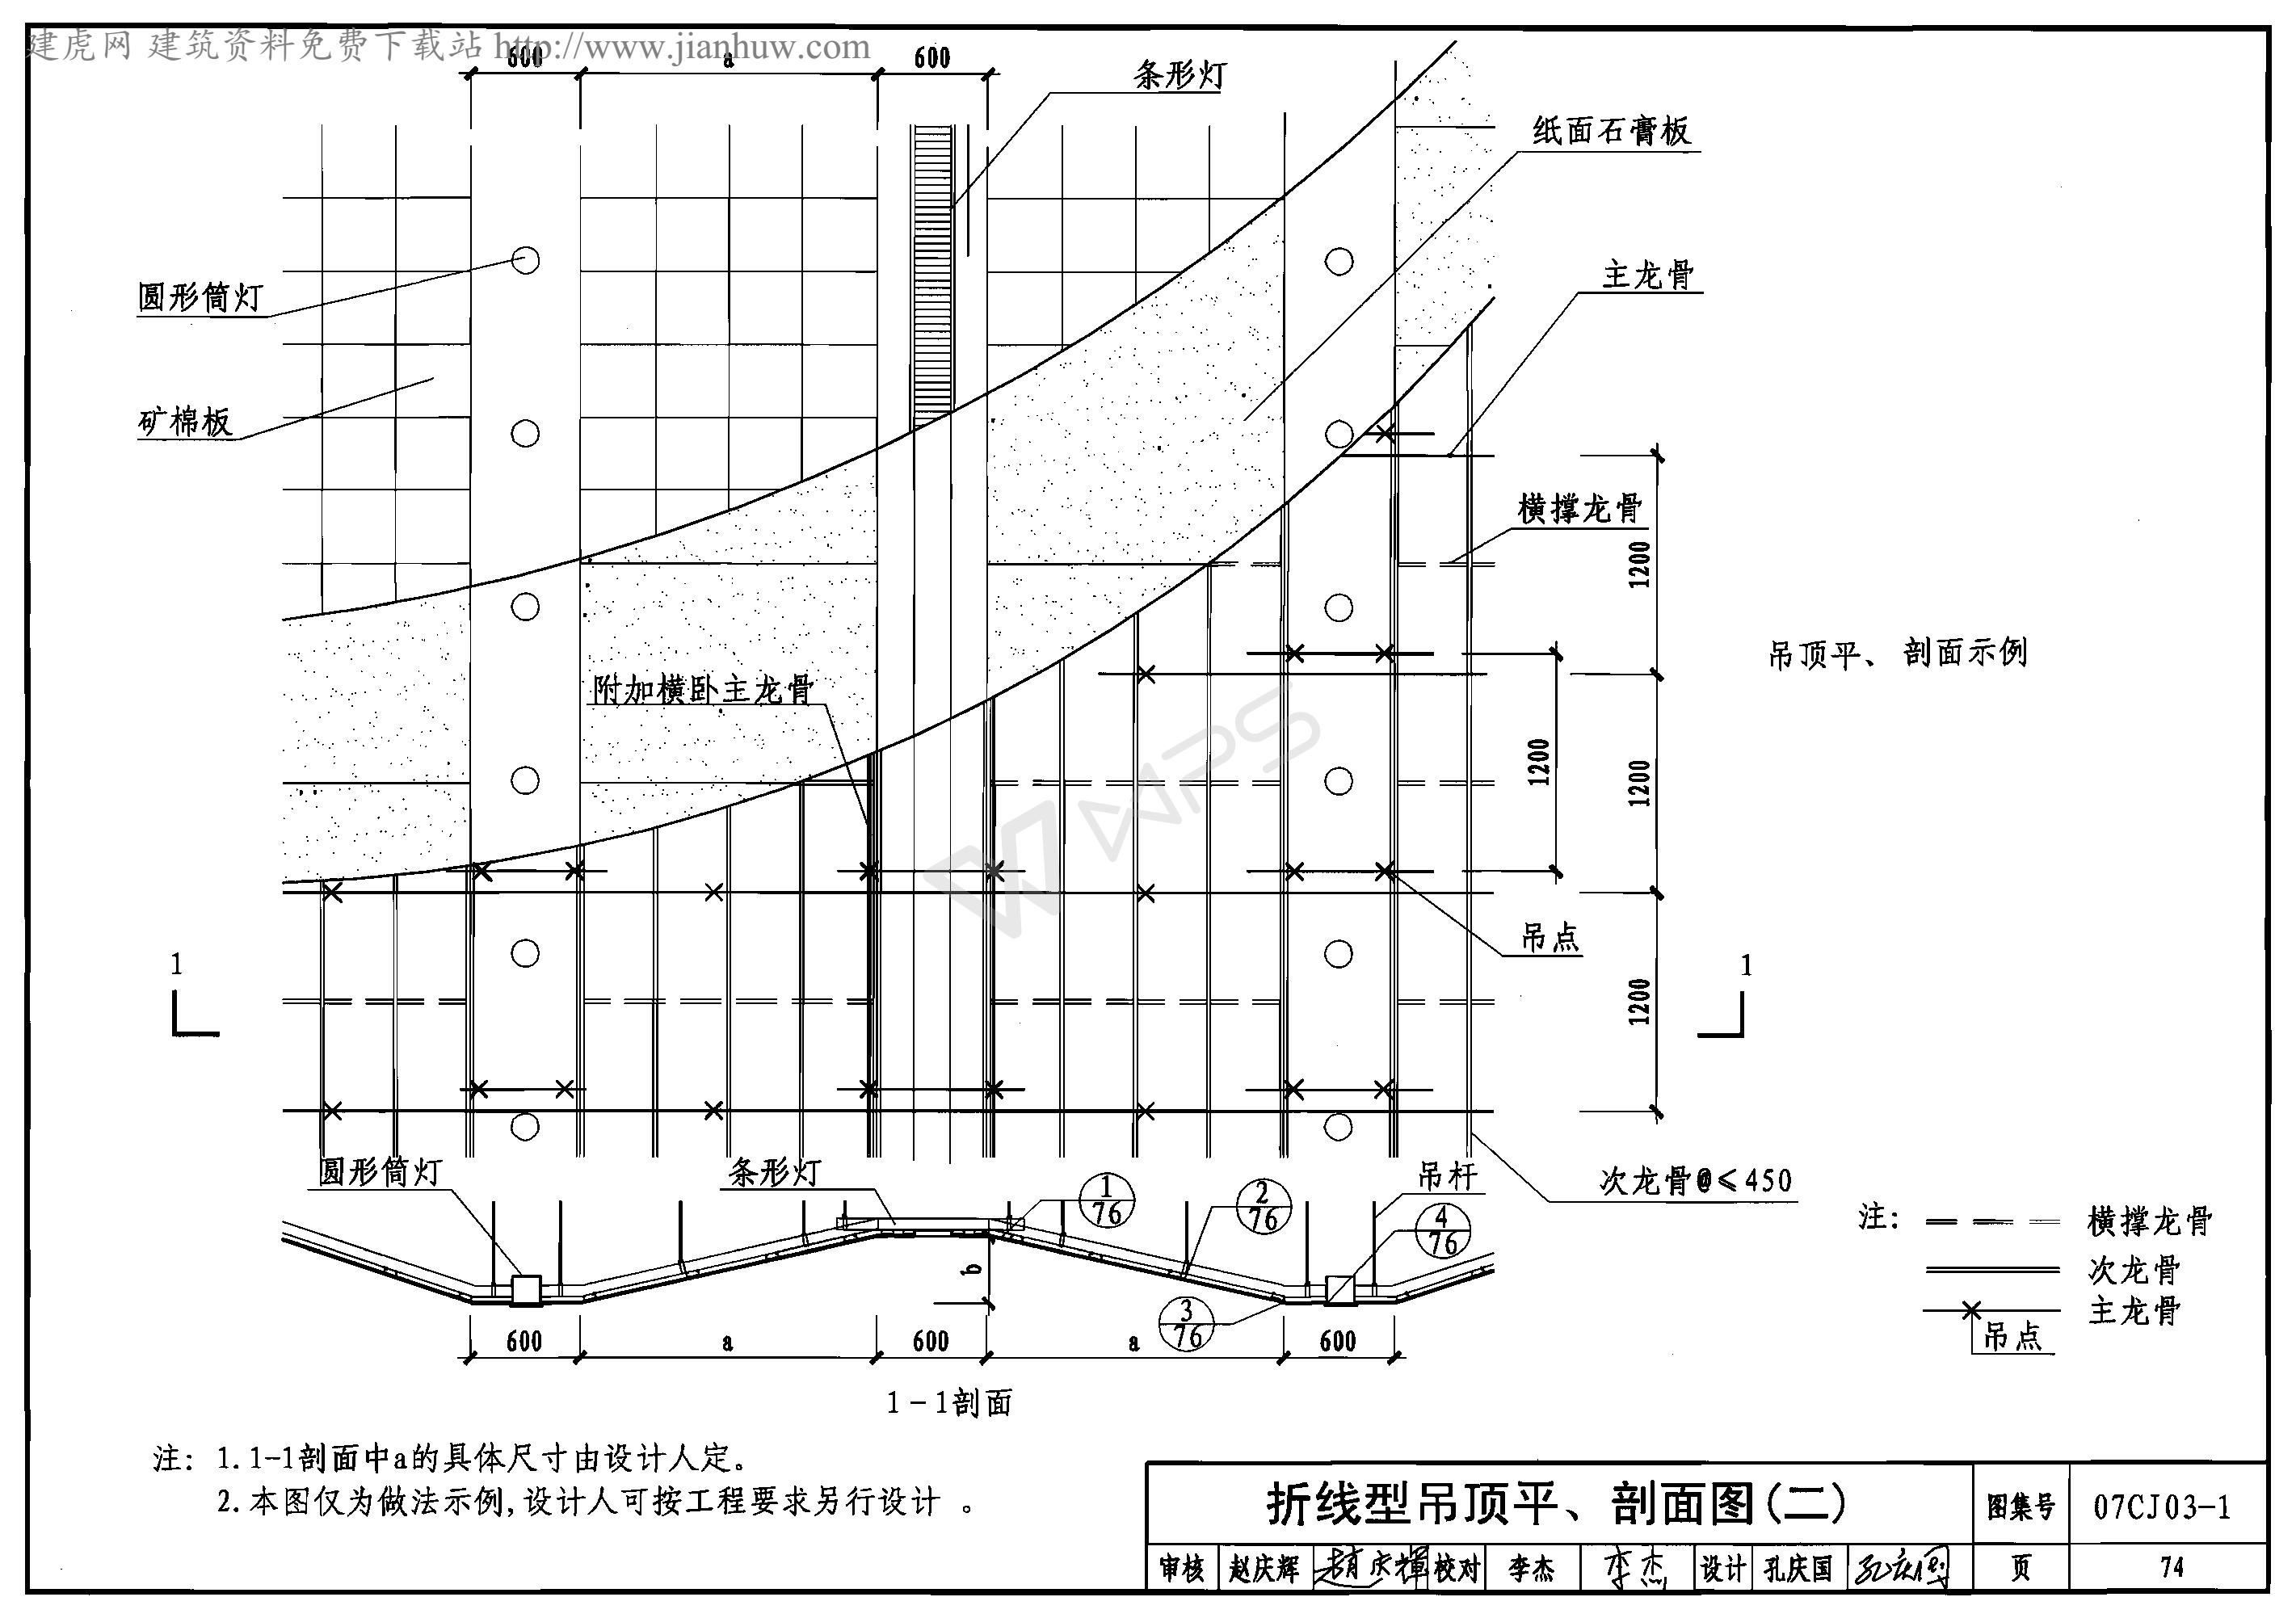 建虎网 建筑资料免费下载站 http://www.jianhuw.com
600
a
600
条形灯
纸面石膏板
主龙骨
圆形筒灯
矿棉板
横撑龙骨
1200
吊顶平、剖面示例
附加横卧主龙骨
1200
1200
吊点
1
1
1200
WPS
圆形筒灯
条形灯
1
76
2
76
吊杆
4
76
次龙骨@≤450
注:
横撑龙骨
次龙骨
主龙骨
吊点
b
3
76
600
a
600
a
600
1-1剖面
注: 1.1-1剖面中a的具体尺寸由设计人定。
2.本图仅为做法示例,设计人可按工程要求另行设计 。
折线型吊顶平、剖面图(二)
图集号
07CJ03-1
审核
赵庆辉
赵庆輝
校对
李杰
李杰
设计
孔庆国
孔庆国
页
74